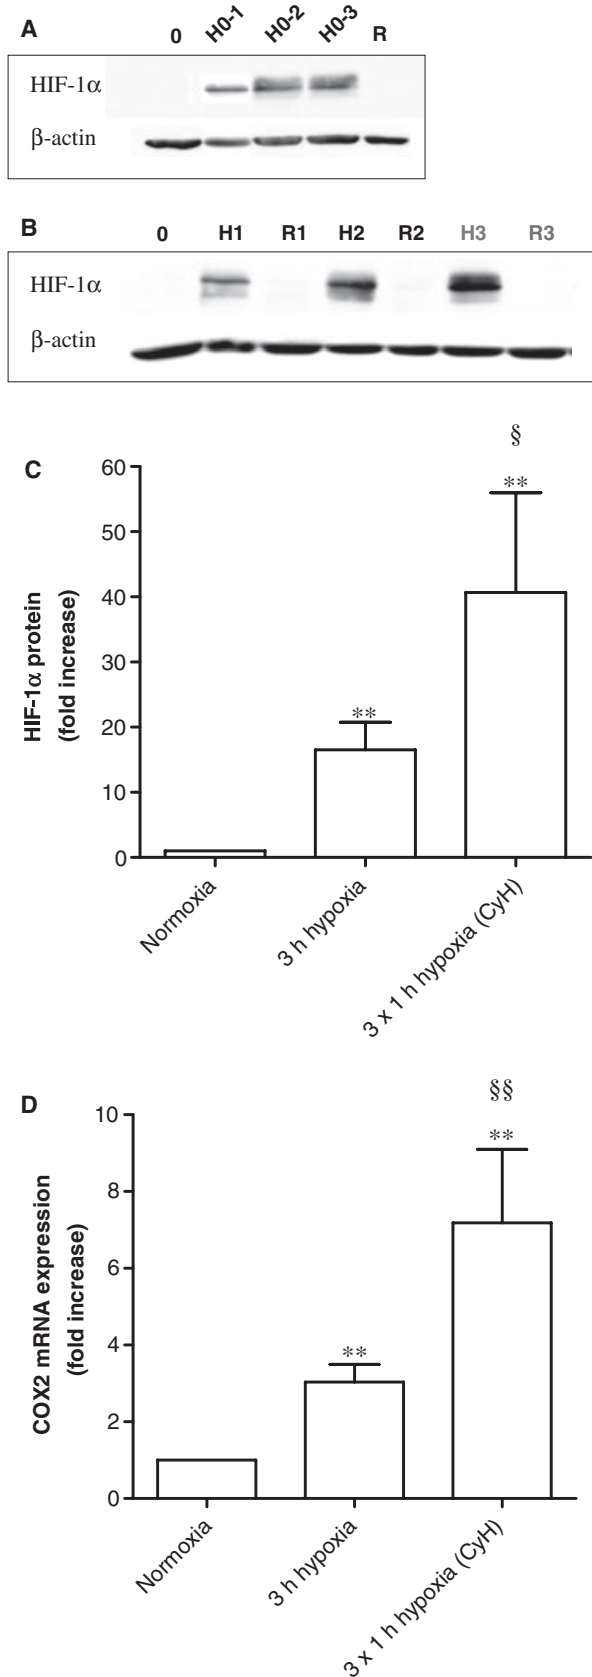 A
0 H0-1 H0-2 H0-3 R
HIF-1α
β-actin
B
0 H1 R1 H2 R2 H3 R3
HIF-1α
β-actin
C
§
**
**
60
50
40
30
20
10
0
HIF-1α protein
(fold increase)
Normoxia
3 h hypoxia
3 x 1 h hypoxia (CyH)
D
§§
**
**
10
8
6
4
2
0
COX2 mRNA expression
(fold increase)
Normoxia
3 h hypoxia
3 x 1 h hypoxia (CyH)